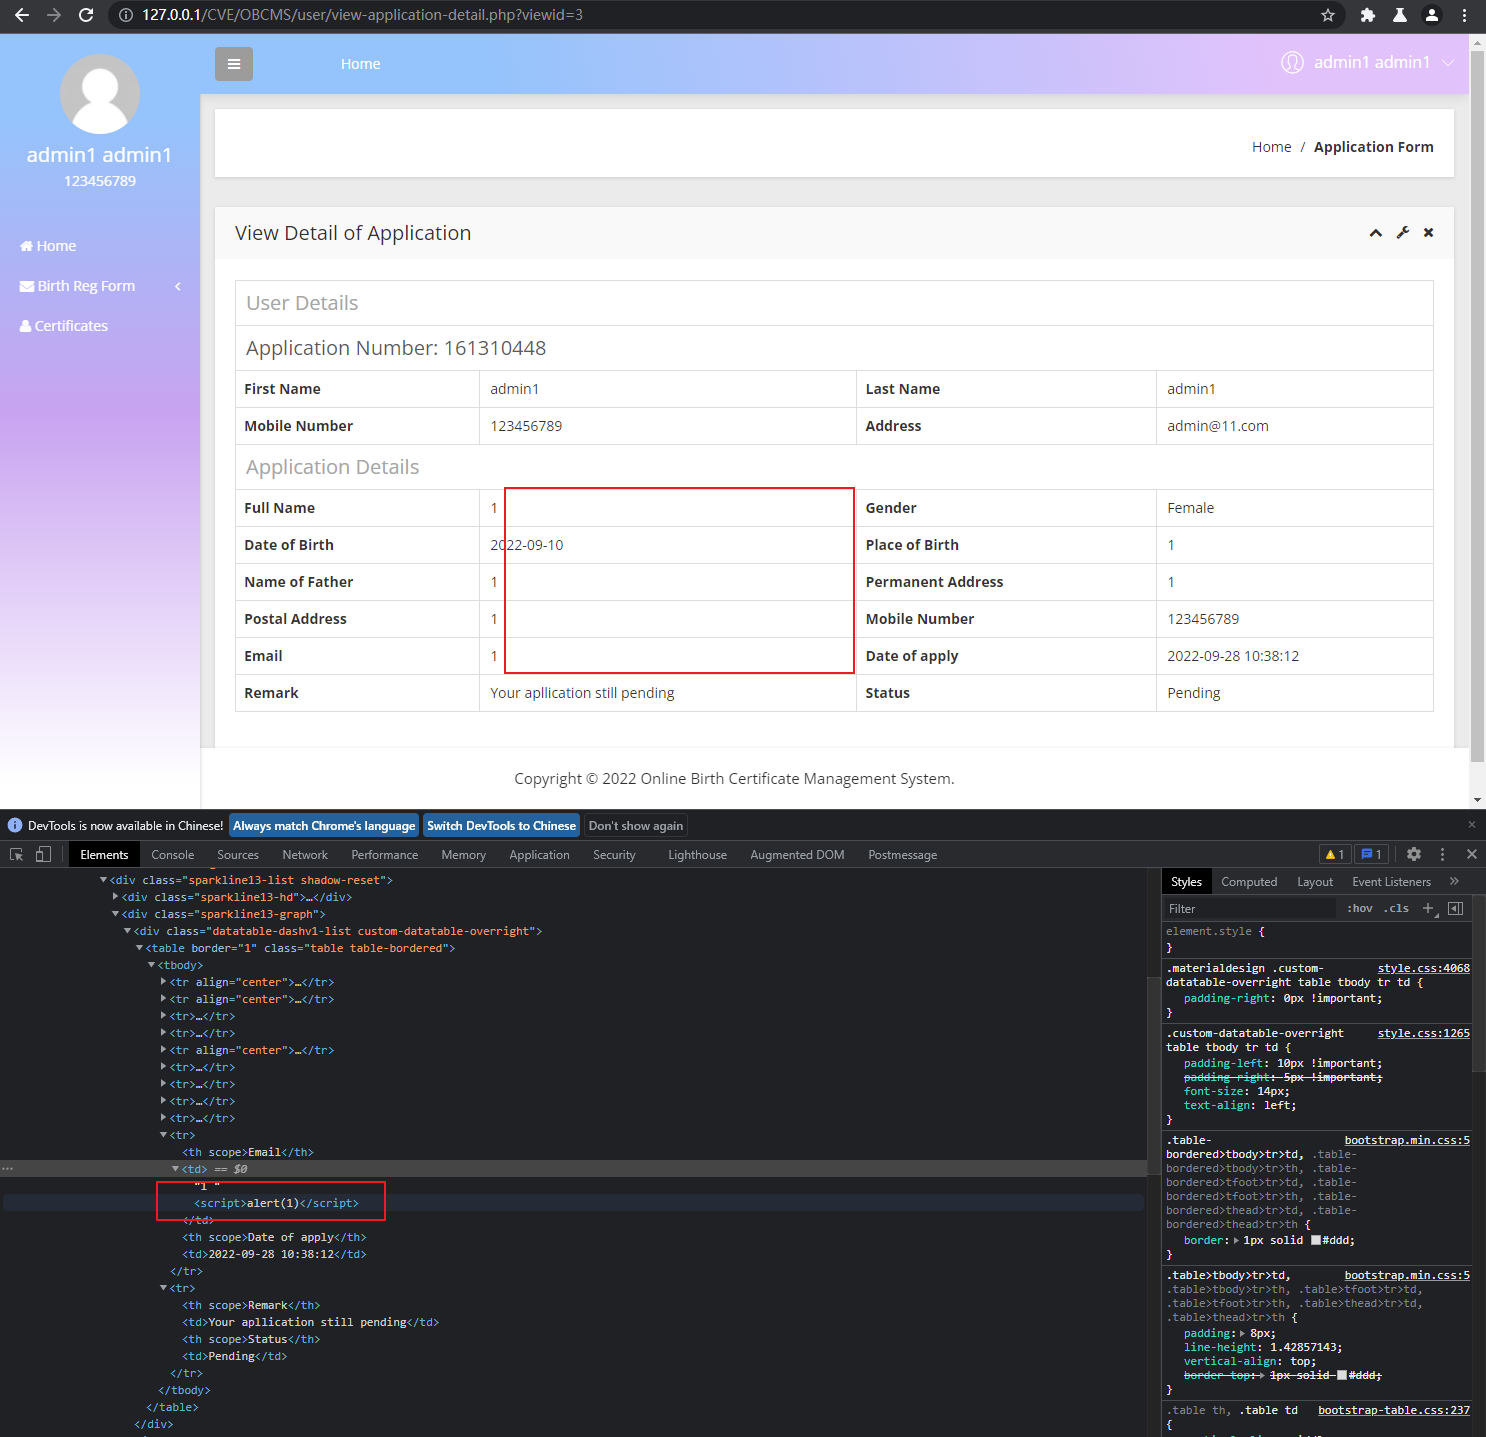 127.0.0.1/CVE/OBCMS/user/view-application-detail.php?viewid=3
Home
admin1 admin1
admin1 admin1
123456789
Home / Application Form
Home
Birth Reg Form
Certificates
View Detail of Application
User Details
Application Number: 161310448
First Name admin1 Last Name admin1
Mobile Number 123456789 Address admin@11.com
Application Details
Full Name 1 Gender Female
Date of Birth 2022-09-10 Place of Birth 1
Name of Father 1 Permanent Address 1
Postal Address 1 Mobile Number 123456789
Email 1 Date of apply 2022-09-28 10:38:12
Remark Your apllication still pending Status Pending
Copyright © 2022 Online Birth Certificate Management System.
DevTools is now available in Chinese! Always match Chrome's language Switch DevTools to Chinese Don't show again
Elements Console Sources Network Performance Memory Application Security Lighthouse Augmented DOM Postmessage 1 1
<div class="sparkline13-list shadow-reset">
<div class="sparkline13-hd">…</div>
<div class="sparkline13-graph">
<div class="datatable-dashv1-list custom-datatable-overright">
<table border="1" class="table table-bordered">
<tbody>
<tr align="center">…</tr>
<tr align="center">…</tr>
<tr>…</tr>
<tr>…</tr>
<tr align="center">…</tr>
<tr>…</tr>
<tr>…</tr>
<tr>…</tr>
<tr>…</tr>
<tr>
<th scope>Email</th>
<td> == $0
"1 "
<script>alert(1)</script>
</td>
<th scope>Date of apply</th>
<td>2022-09-28 10:38:12</td>
</tr>
<tr>
<th scope>Remark</th>
<td>Your apllication still pending</td>
<th scope>Status</th>
<td>Pending</td>
</tr>
</tbody>
</table>
</div>
Styles Computed Layout Event Listeners »
Filter :hov .cls +
element.style {
}
.materialdesign .custom- style.css:4068
datatable-overright table tbody tr td {
padding-right: 0px !important;
}
.custom-datatable-overright style.css:1265
table tbody tr td {
padding-left: 10px !important;
padding-right: 5px !important;
font-size: 14px;
text-align: left;
}
.table- bootstrap.min.css:5
bordered>tbody>tr>td, .table-
bordered>tbody>tr>th, .table-
bordered>tfoot>tr>td, .table-
bordered>tfoot>tr>th, .table-
bordered>thead>tr>td, .table-
bordered>thead>tr>th {
border: 1px solid #ddd;
}
.table>tbody>tr>td, bootstrap.min.css:5
.table>tbody>tr>th, .table>tfoot>tr>td,
.table>tfoot>tr>th, .table>thead>tr>td,
.table>thead>tr>th {
padding: 8px;
line-height: 1.42857143;
vertical-align: top;
border-top: 1px solid #ddd;
}
.table th, .table td bootstrap-table.css:237
{